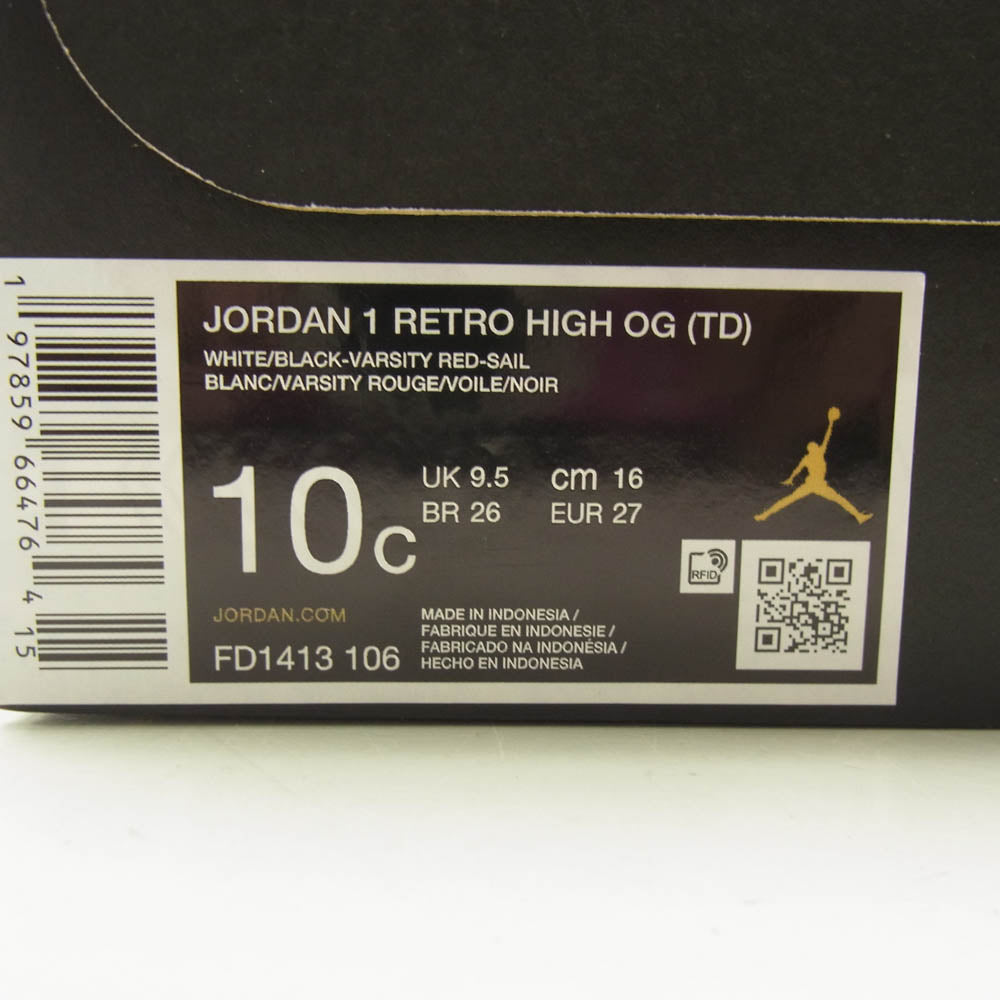 JORDAN 1 RETRO HIGH OG (TD)
WHITE/BLACK-VARSITY RED-SAIL
BLANC/VARSITY ROUGE/VOILE/NOIR
10C
UK 9.5 cm 16
BR 26 EUR 27
RFID
JORDAN.COM
FD1413 106
MADE IN INDONESIA /
FABRIQUE EN INDONESIE /
FABRICADO NA INDONÉSIA /
HECHO EN INDONESIA
1 97859 66476 4 15